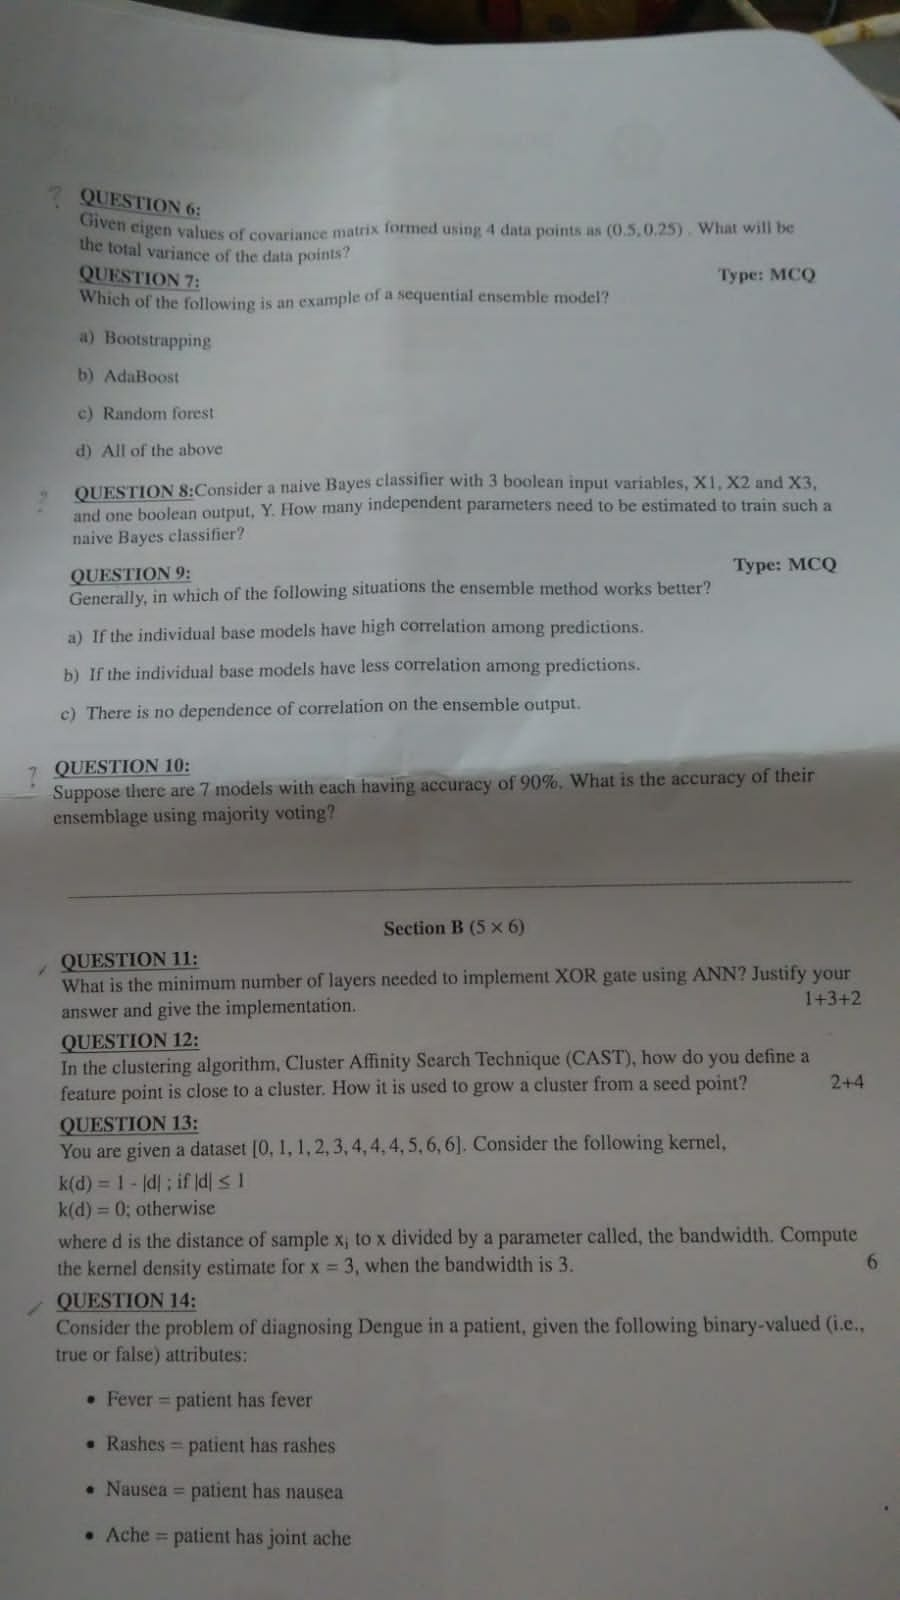 ? QUESTION 6:
Given eigen values of covariance matrix formed using 4 data points as (0.5, 0.25) . What will be
the total variance of the data points?
QUESTION 7: Type: MCQ
Which of the following is an example of a sequential ensemble model?
a) Bootstrapping
b) AdaBoost
c) Random forest
d) All of the above
? QUESTION 8:Consider a naive Bayes classifier with 3 boolean input variables, X1, X2 and X3,
and one boolean output, Y. How many independent parameters need to be estimated to train such a
naive Bayes classifier?
QUESTION 9: Type: MCQ
Generally, in which of the following situations the ensemble method works better?
a) If the individual base models have high correlation among predictions.
b) If the individual base models have less correlation among predictions.
c) There is no dependence of correlation on the ensemble output.
? QUESTION 10:
Suppose there are 7 models with each having accuracy of 90%. What is the accuracy of their
ensemblage using majority voting?
Section B (5 × 6)
QUESTION 11:
What is the minimum number of layers needed to implement XOR gate using ANN? Justify your
answer and give the implementation. 1+3+2
QUESTION 12:
In the clustering algorithm, Cluster Affinity Search Technique (CAST), how do you define a
feature point is close to a cluster. How it is used to grow a cluster from a seed point? 2+4
QUESTION 13:
You are given a dataset [0, 1, 1, 2, 3, 4, 4, 4, 5, 6, 6]. Consider the following kernel,
k(d) = 1 - |d| ; if |d| ≤ 1
k(d) = 0; otherwise
where d is the distance of sample xi to x divided by a parameter called, the bandwidth. Compute
the kernel density estimate for x = 3, when the bandwidth is 3. 6
QUESTION 14:
Consider the problem of diagnosing Dengue in a patient, given the following binary-valued (i.e.,
true or false) attributes:
• Fever = patient has fever
• Rashes = patient has rashes
• Nausea = patient has nausea
• Ache = patient has joint ache